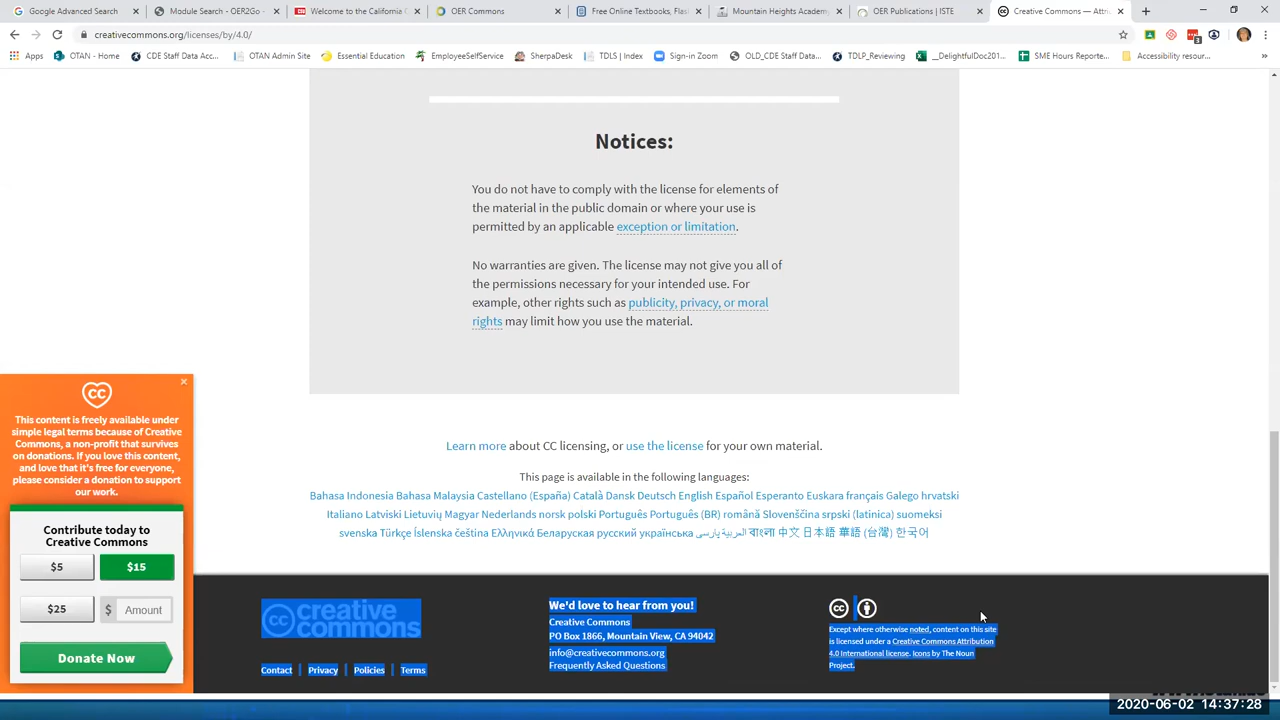 Google Advanced Search
Module Search - OER2Go
Welcome to the California
OER Commons
Free Online Textbooks, Flas
Mountain Heights Academy
OER Publications | ISTE
Creative Commons — Attri
creativecommons.org/licenses/by/4.0/
3
Apps
OTAN - Home
CDE Staff Data Acc...
OTAN Admin Site
Essential Education
EmployeeSelfService
SherpaDesk
TDLS | Index
Sign-in Zoom
OLD_CDE Staff Data...
TDLP_Reviewing
__DelightfulDoc201...
SME Hours Reporte...
Accessibility resour...
Notices:
You do not have to comply with the license for elements of
the material in the public domain or where your use is
permitted by an applicable exception or limitation.
No warranties are given. The license may not give you all of
the permissions necessary for your intended use. For
example, other rights such as publicity, privacy, or moral
rights may limit how you use the material.
Learn more about CC licensing, or use the license for your own material.
This page is available in the following languages:
Bahasa Indonesia Bahasa Malaysia Castellano (España) Català Dansk Deutsch English Español Esperanto Euskara français Galego hrvatski
Italiano Latviski Lietuvių Magyar Nederlands norsk polski Português Português (BR) română Slovenščina srpski (latinica) suomeksi
svenska Türkçe Íslenska čeština Ελληνικά Беларуская русский українська العربية پارسی বাংলা 中文 日本語 華語 (台灣) 한국어
cc
This content is freely available under
simple legal terms because of Creative
Commons, a non-profit that survives
on donations. If you love this content,
and love that it's free for everyone,
please consider a donation to support
our work.
Contribute today to
Creative Commons
$5
$15
$25
$ Amount
Donate Now
cc creative
commons
Contact | Privacy | Policies | Terms
We'd love to hear from you!
Creative Commons
PO Box 1866, Mountain View, CA 94042
info@creativecommons.org
Frequently Asked Questions
cc
Except where otherwise noted, content on this site
is licensed under a Creative Commons Attribution
4.0 International license. Icons by The Noun
Project.
2020-06-02 14:37:28